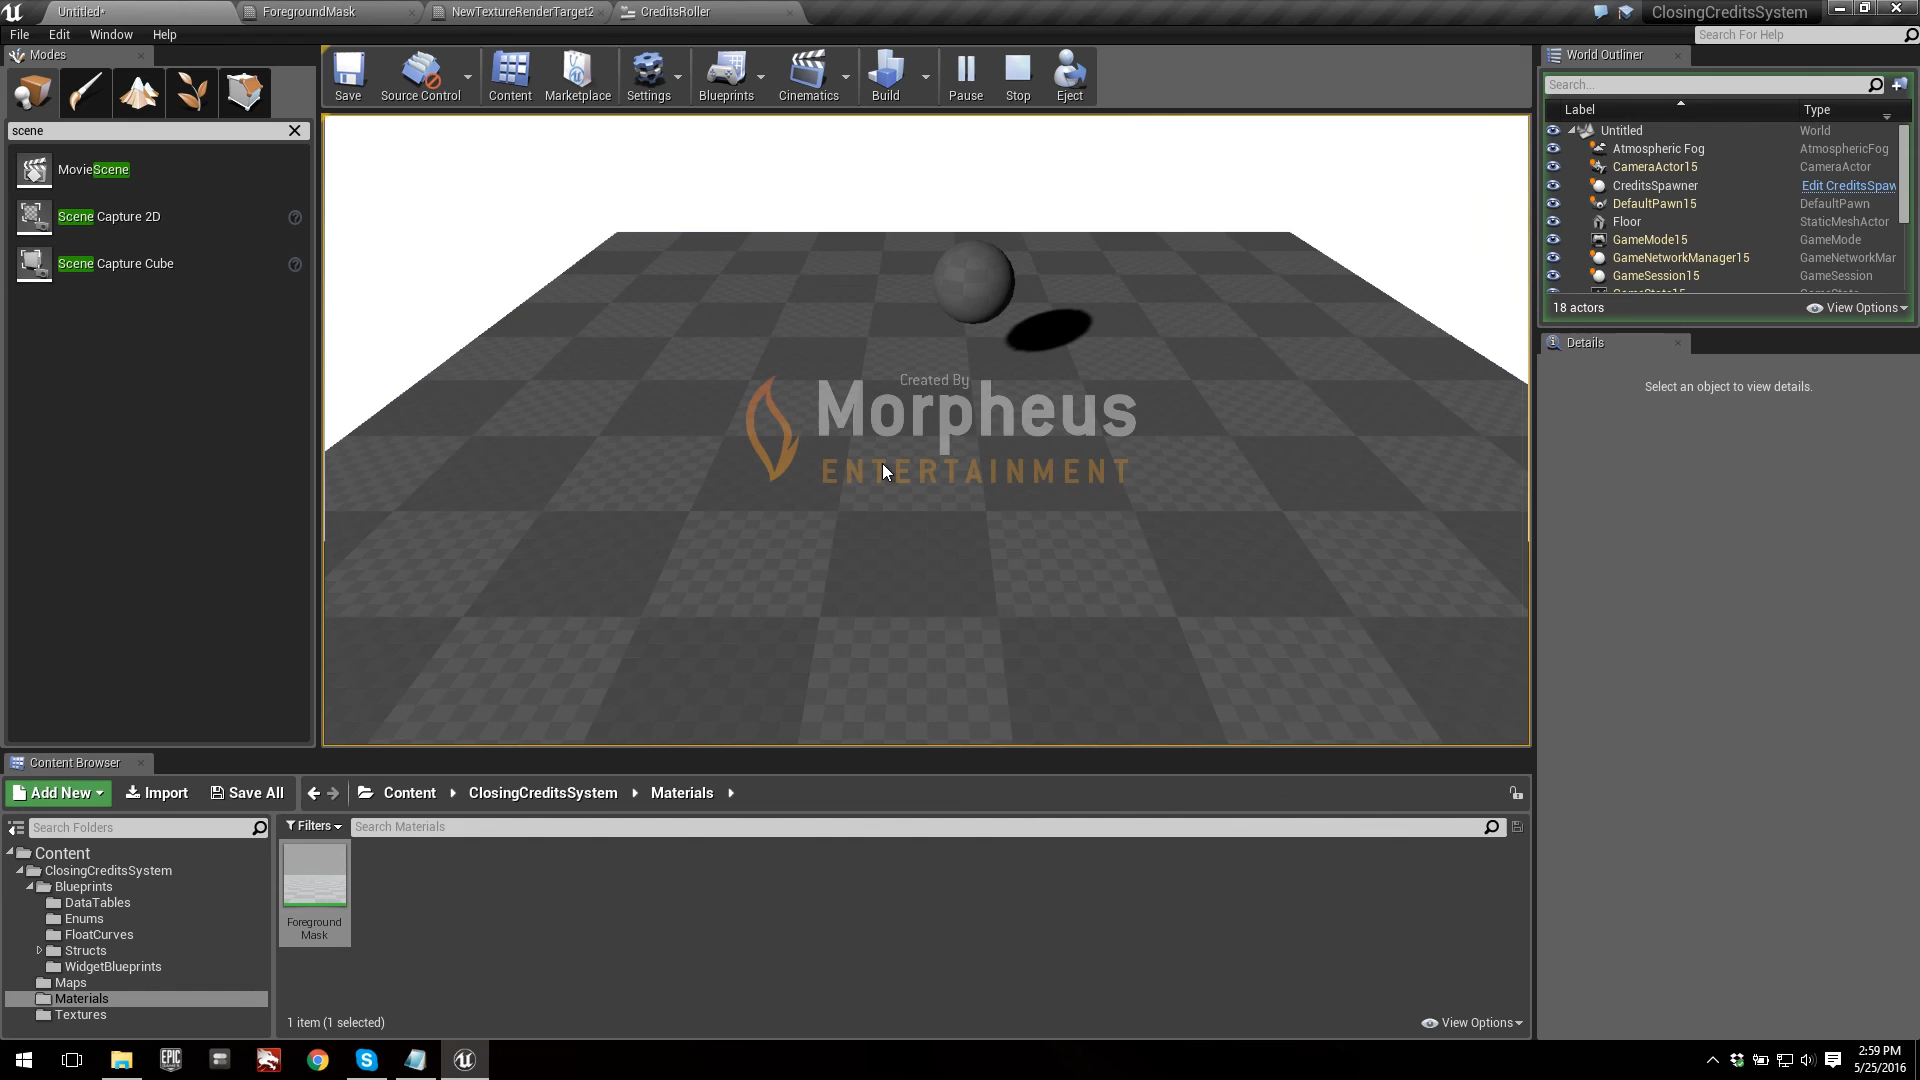 Untitled•
ForegroundMask
NewTextureRenderTarget2
CreditsRoller
ClosingCreditsSystem
File Edit Window Help
Search For Help
Modes
Save
Source Control
Content
Marketplace
Settings
Blueprints
Cinematics
Build
Pause
Stop
Eject
World Outliner
Search...
Label Type
scene
MovieScene
Scene Capture 2D
Scene Capture Cube
Untitled World
Atmospheric Fog AtmosphericFog
CameraActor15 CameraActor
CreditsSpawner Edit CreditsSpaw
DefaultPawn15 DefaultPawn
Floor StaticMeshActor
GameMode15 GameMode
GameNetworkManager15 GameNetworkMar
GameSession15 GameSession
18 actors
View Options
Details
Select an object to view details.
Created By
Morpheus
ENTERTAINMENT
Content Browser
Add New Import Save All Content ClosingCreditsSystem Materials
Search Folders
Filters
Search Materials
Content
ClosingCreditsSystem
Blueprints
DataTables
Enums
FloatCurves
Structs
WidgetBlueprints
Maps
Materials
Textures
Foreground
Mask
1 item (1 selected)
View Options
EPIC
GAMES
2:59 PM
5/25/2016